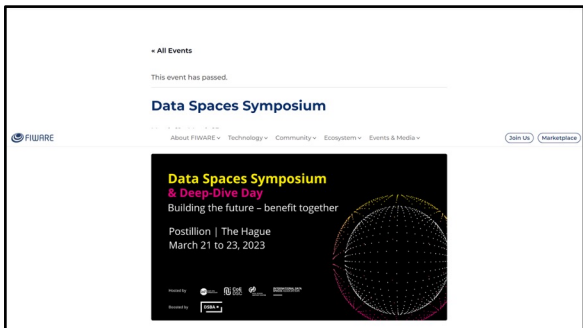 « All Events
This event has passed.
Data Spaces Symposium
FIWARE
About FIWARE Technology Community Ecosystem Events & Media
Join Us
Marketplace
Data Spaces Symposium
& Deep-Dive Day
Building the future – benefit together
Postillion | The Hague
March 21 to 23, 2023
Hosted by
DSBA